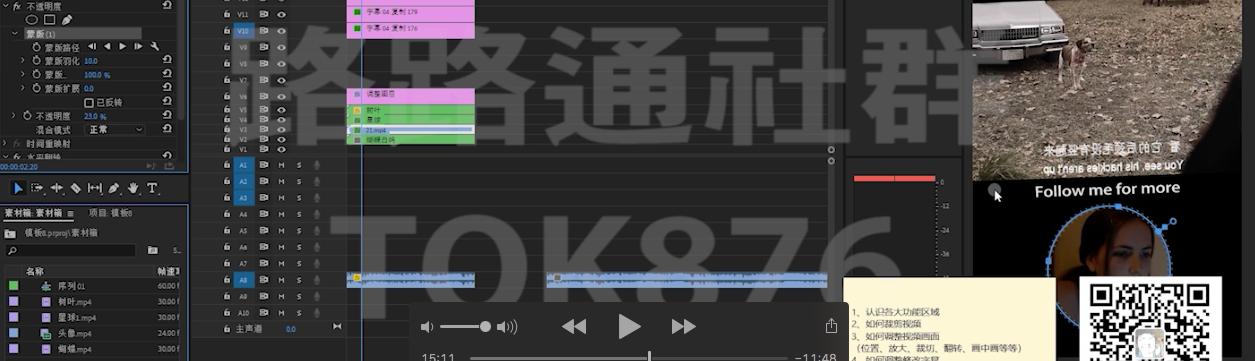 不透明度
蒙版(1)
蒙版路径
蒙版羽化 10.0
蒙版.. 100.0 %
蒙版扩展 0.0
已反转
不透明度 23.0 %
混合模式 正常
时间重映射
水平翻转
00:00:02:20
素材箱: 素材箱 项目: 模板8
模板8.prproj\素材箱
S...
名称 帧速率
序列 01 60.00 f
树叶.mp4 30.00 f
星球1.mp4 30.00 f
头像.mp4 24.00 f
蝴蝶.mp4 30.00 f
V11
V10
V9
V8
V7
V6
V5
V4
V3
V2
V1
A1 M S
A2 M S
A3 M S
A4 M S
A5 M S
A6 M S
A7 M S
A8 M S
A9 M S
A10 M S
主声道 0.0
字幕 04 复制 179
字幕 04 复制 176
调整图层
树叶
星球
21.mp4
蝴蝶白鸽
路通社群
TOK876
0
-12
-24
-36
15:11 −11:48
看 它的后颈毛没有竖起来
You see, his hackles aren't up
Follow me for more
1、认识各大功能区域
2、如何裁剪视频
3、如何调整视频画面
（位置、放大、裁切、翻转、画中画等等）
4、如何调整修改字幕